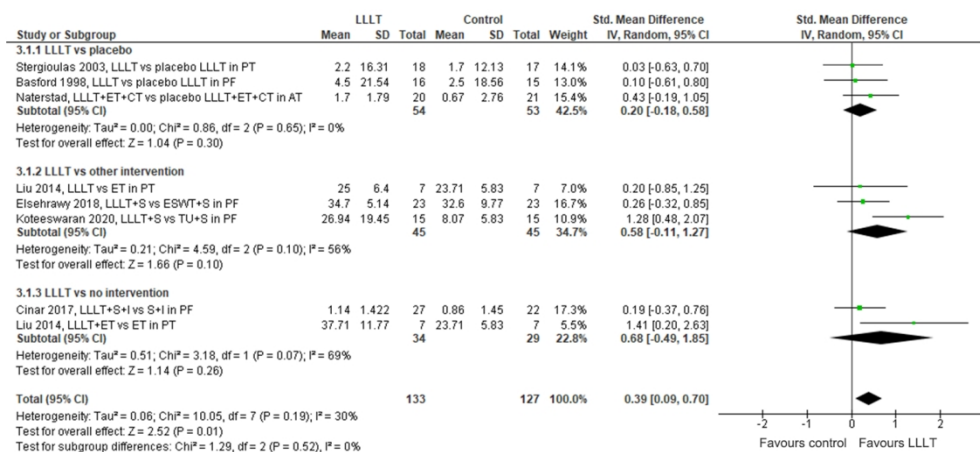 LLLT Control Std. Mean Difference Std. Mean Difference
Study or Subgroup Mean SD Total Mean SD Total Weight IV, Random, 95% CI IV, Random, 95% CI
3.1.1 LLLT vs placebo
Stergioulas 2003, LLLT vs placebo LLLT in PT 2.2 16.31 18 1.7 12.13 17 14.1% 0.03 [-0.63, 0.70]
Basford 1998, LLLT vs placebo LLLT in PF 4.5 21.54 16 2.5 18.56 15 13.0% 0.10 [-0.61, 0.80]
Naterstad, LLLT+ET+CT vs placebo LLLT+ET+CT in AT 1.7 1.79 20 0.67 2.76 21 15.4% 0.43 [-0.19, 1.05]
Subtotal (95% CI) 54 53 42.5% 0.20 [-0.18, 0.58]
Heterogeneity: Tau² = 0.00; Chi² = 0.86, df = 2 (P = 0.65); I² = 0%
Test for overall effect: Z = 1.04 (P = 0.30)
3.1.2 LLLT vs other intervention
Liu 2014, LLLT vs ET in PT 25 6.4 7 23.71 5.83 7 7.0% 0.20 [-0.85, 1.25]
Elsehrawy 2018, LLLT+S vs ESWT+S in PF 34.7 5.14 23 32.6 9.77 23 16.7% 0.26 [-0.32, 0.85]
Koteeswaran 2020, LLLT+S vs TU+S in PF 26.94 19.45 15 8.07 5.83 15 10.9% 1.28 [0.48, 2.07]
Subtotal (95% CI) 45 45 34.7% 0.58 [-0.11, 1.27]
Heterogeneity: Tau² = 0.21; Chi² = 4.59, df = 2 (P = 0.10); I² = 56%
Test for overall effect: Z = 1.66 (P = 0.10)
3.1.3 LLLT vs no intervention
Cinar 2017, LLLT+S+I vs S+I in PF 1.14 1.422 27 0.86 1.45 22 17.3% 0.19 [-0.37, 0.76]
Liu 2014, LLLT+ET vs ET in PT 37.71 11.77 7 23.71 5.83 7 5.5% 1.41 [0.20, 2.63]
Subtotal (95% CI) 34 29 22.8% 0.68 [-0.49, 1.85]
Heterogeneity: Tau² = 0.51; Chi² = 3.18, df = 1 (P = 0.07); I² = 69%
Test for overall effect: Z = 1.14 (P = 0.26)
Total (95% CI) 133 127 100.0% 0.39 [0.09, 0.70]
Heterogeneity: Tau² = 0.06; Chi² = 10.05, df = 7 (P = 0.19); I² = 30%
Test for overall effect: Z = 2.52 (P = 0.01)
Test for subgroup differences: Chi² = 1.29, df = 2 (P = 0.52), I² = 0%
-2 -1 0 1 2
Favours control Favours LLLT